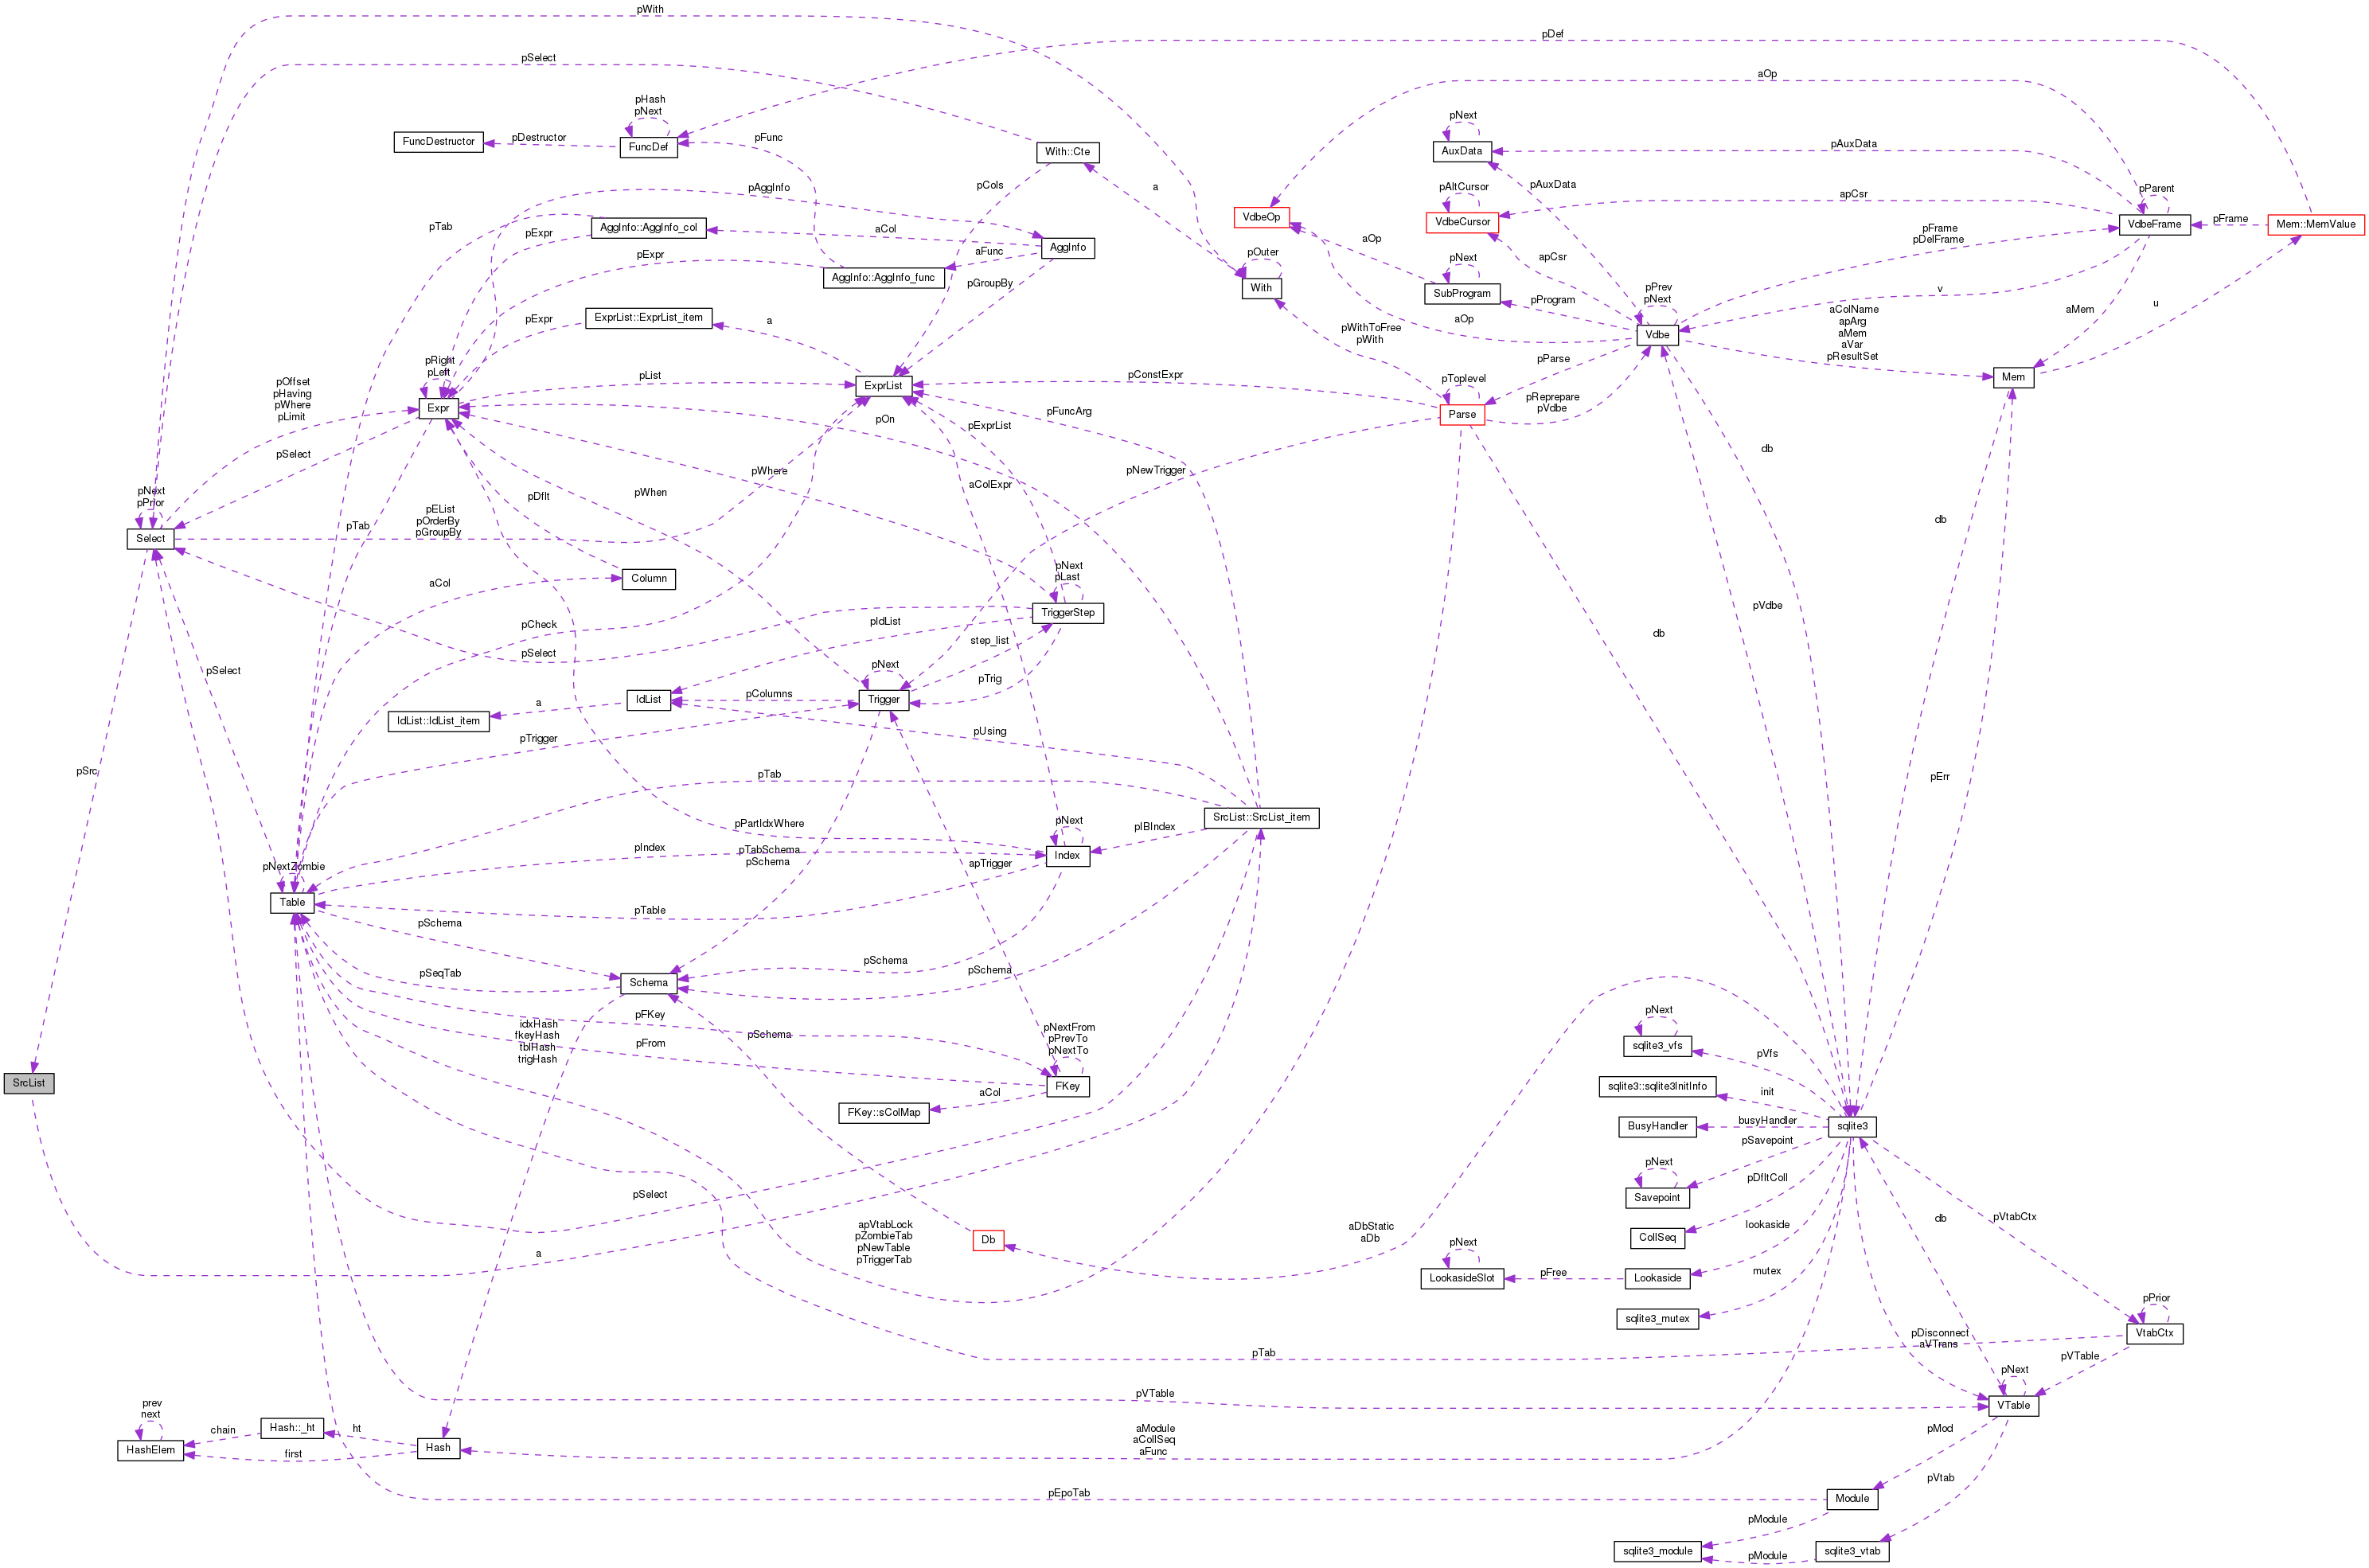 pWith
pDef
pSelect
aOp
pHash
pNext
pNext
FuncDestructor
pDestructor
FuncDef
pFunc
With::Cte
AuxData
pAuxData
pAggInfo
pCols
a
pAuxData
pAltCursor
apCsr
pParent
pTab
AggInfo::AggInfo_col
pExpr
aCol
AggInfo
VdbeOp
VdbeCursor
pFrame
pDelFrame
VdbeFrame
pFrame
Mem::MemValue
pExpr
aFunc
pOuter
aOp
apCsr
AggInfo::AggInfo_func
pGroupBy
With
pNext
SubProgram
pProgram
pPrev
pNext
v
u
ExprList::ExprList_item
pExpr
a
pWithToFree
pWith
aOp
Vdbe
aColName
apArg
aMem
aVar
pResultSet
aMem
pRight
pLeft
pList
ExprList
pConstExpr
pToplevel
pParse
Mem
pOffset
pHaving
pWhere
pLimit
Expr
pOn
pExprList
pFuncArg
Parse
pReprepare
pVdbe
pSelect
pWhere
pNewTrigger
db
pNext
pPrior
pDflt
pWhen
aColExpr
Select
pTab
pEList
pOrderBy
pGroupBy
db
aCol
Column
pNext
pLast
TriggerStep
pVdbe
pCheck
pIdList
step_list
db
pSelect
pSelect
pNext
pTrig
IdList
pColumns
Trigger
a
IdList::IdList_item
pTrigger
pUsing
pSrc
pTab
pErr
SrcList::SrcList_item
pPartIdxWhere
pNext
pIBIndex
pIndex
pTabSchema
pSchema
Index
pNextZombie
apTrigger
Table
pTable
pSchema
pSchema
pSeqTab
Schema
pSchema
idxHash
fkeyHash
tblHash
trigHash
pFKey
pSchema
pNextFrom
pPrevTo
pNextTo
pNext
pFrom
sqlite3_vfs
pVfs
SrcList
FKey
sqlite3::sqlite3InitInfo
init
aCol
FKey::sColMap
BusyHandler
busyHandler
sqlite3
pSavepoint
pNext
pDfltColl
pSelect
Savepoint
apVtabLock
pZombieTab
pNewTable
pTriggerTab
a
Db
aDbStatic
aDb
CollSeq
lookaside
db
pVtabCtx
pNext
LookasideSlot
pFree
Lookaside
mutex
pPrior
sqlite3_mutex
VtabCtx
pTab
pDisconnect
aVTrans
pVTable
pNext
pVTable
VTable
prev
next
chain
Hash::_ht
ht
HashElem
first
Hash
aModule
aCollSeq
aFunc
pMod
pVtab
pEpoTab
Module
pModule
sqlite3_module
pModule
sqlite3_vtab